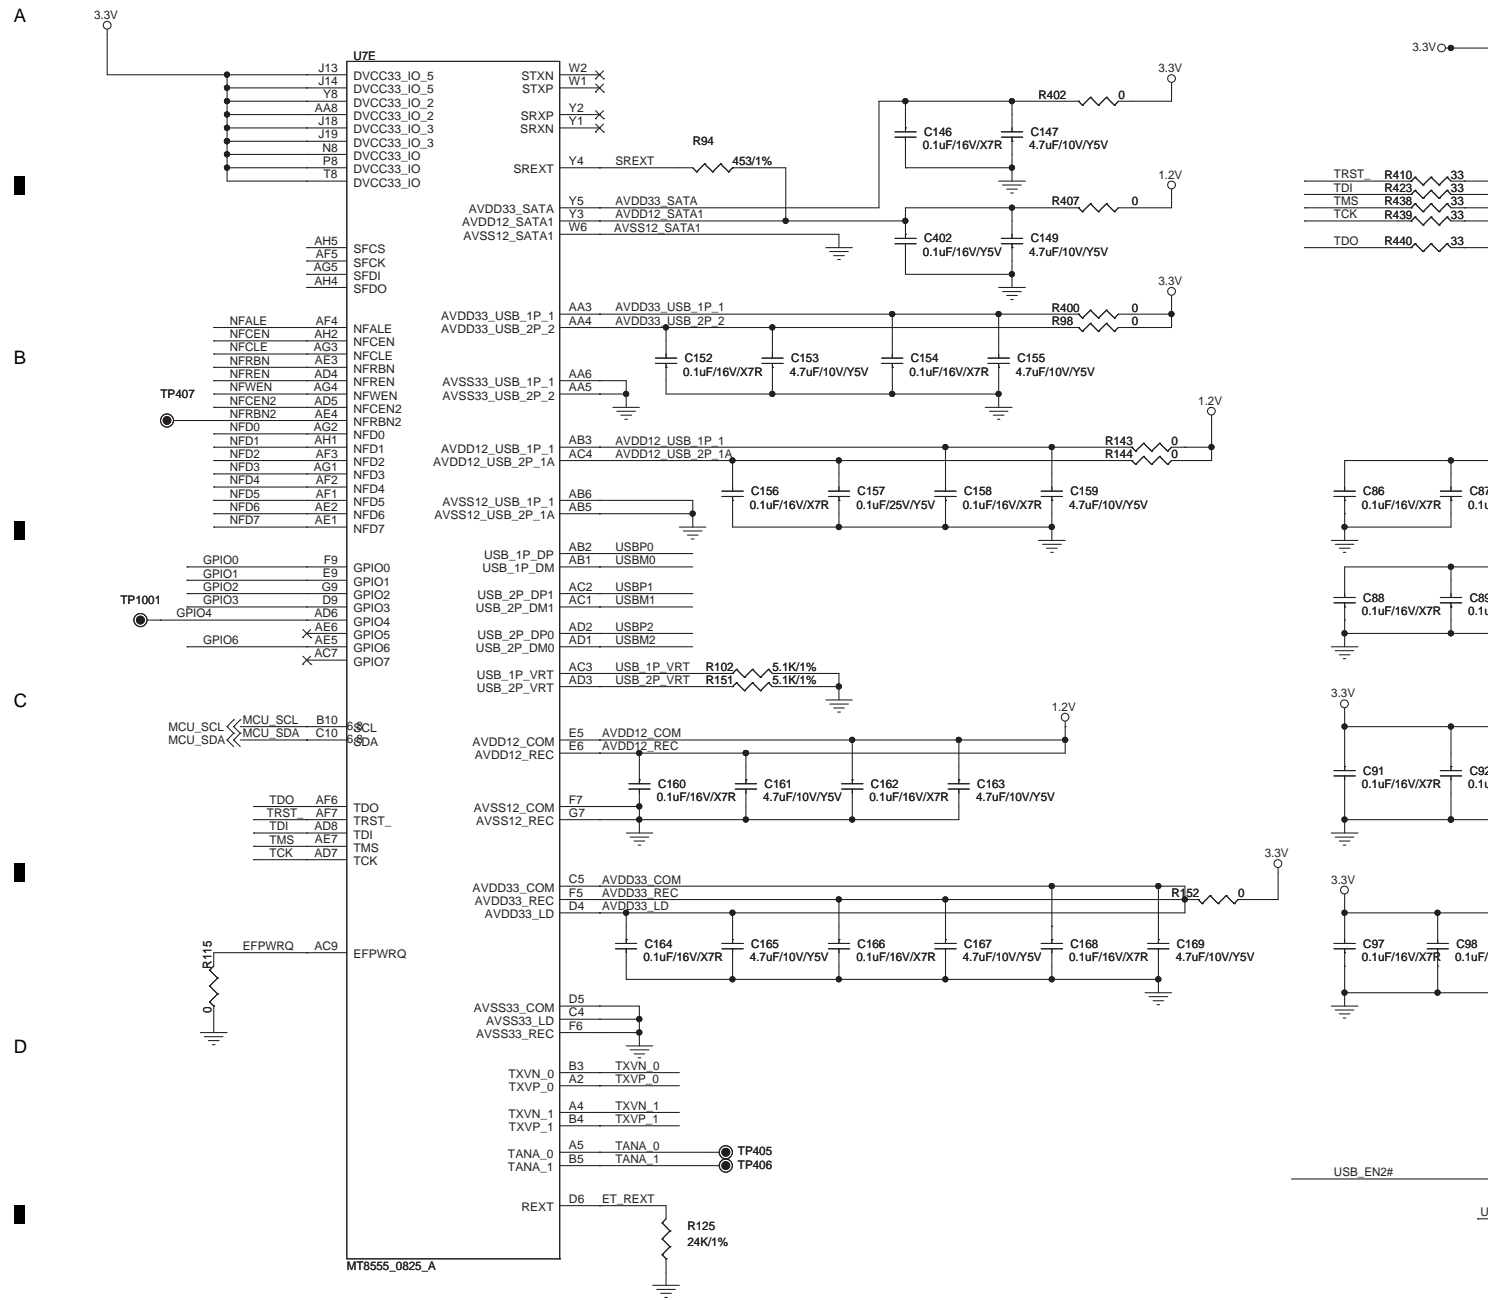 A
3.3V
U7E
J13 DVCC33_IO_5
J14 DVCC33_IO_5
Y8 DVCC33_IO_2
AA8 DVCC33_IO_2
J18 DVCC33_IO_3
J19 DVCC33_IO_3
N8 DVCC33_IO
P8 DVCC33_IO
T8 DVCC33_IO
STXN W2
STXP W1
SRXP Y2
SRXN Y1
SREXT Y4 SREXT R94 453/1%
3.3V
R402 0
C146 0.1uF/16V/X7R
C147 4.7uF/10V/Y5V
AVDD33_SATA Y5 AVDD33_SATA
AVDD12_SATA1 Y3 AVDD12_SATA1
AVSS12_SATA1 W6 AVSS12_SATA1
1.2V
R407 0
C402 0.1uF/16V/Y5V
C149 4.7uF/10V/Y5V
3.3V
TRST_ R410 33
TDI R423 33
TMS R438 33
TCK R439 33
TDO R440 33
AH5 SFCS
AF5 SFCK
AG5 SFDI
AH4 SFDO
B
NFALE AF4 NFALE
NFCEN AH2 NFCEN
NFCLE AG3 NFCLE
NFRBN AE3 NFRBN
NFREN AD4 NFREN
NFWEN AG4 NFWEN
NFCEN2 AD5 NFCEN2
TP407
NFRBN2 AE4 NFRBN2
NFD0 AG2 NFD0
NFD1 AH1 NFD1
NFD2 AF3 NFD2
NFD3 AG1 NFD3
NFD4 AF2 NFD4
NFD5 AF1 NFD5
NFD6 AE2 NFD6
NFD7 AE1 NFD7
3.3V
AVDD33_USB_1P_1 AA3 AVDD33_USB_1P_1 R400 0
AVDD33_USB_2P_2 AA4 AVDD33_USB_2P_2 R98 0
C152 0.1uF/16V/X7R
C153 4.7uF/10V/Y5V
C154 0.1uF/16V/X7R
C155 4.7uF/10V/Y5V
AVSS33_USB_1P_1 AA6
AVSS33_USB_2P_2 AA5
1.2V
AVDD12_USB_1P_1 AB3 AVDD12_USB_1P_1 R143 0
AVDD12_USB_2P_1A AC4 AVDD12_USB_2P_1A R144 0
C156 0.1uF/16V/X7R
C157 0.1uF/25V/Y5V
C158 0.1uF/16V/X7R
C159 4.7uF/10V/Y5V
AVSS12_USB_1P_1 AB6
AVSS12_USB_2P_1A AB5
C86 0.1uF/16V/X7R
C87 0.1u
GPIO0 F9 GPIO0
GPIO1 E9 GPIO1
GPIO2 G9 GPIO2
GPIO3 D9 GPIO3
TP1001
GPIO4 AD6 GPIO4
AE6 GPIO5
GPIO6 AE5 GPIO6
AC7 GPIO7
USB_1P_DP AB2 USBP0
USB_1P_DM AB1 USBM0
USB_2P_DP1 AC2 USBP1
USB_2P_DM1 AC1 USBM1
USB_2P_DP0 AD2 USBP2
USB_2P_DM0 AD1 USBM2
USB_1P_VRT AC3 USB_1P_VRT R102 5.1K/1%
USB_2P_VRT AD3 USB_2P_VRT R151 5.1K/1%
C88 0.1uF/16V/X7R
C89 0.1u
C
MCU_SCL MCU_SCL B10 SCL
MCU_SDA MCU_SDA C10 SDA
1.2V
AVDD12_COM E5 AVDD12_COM
AVDD12_REC E6 AVDD12_REC
C160 0.1uF/16V/X7R
C161 4.7uF/10V/Y5V
C162 0.1uF/16V/X7R
C163 4.7uF/10V/Y5V
AVSS12_COM F7
AVSS12_REC G7
3.3V
C91 0.1uF/16V/X7R
C92 0.1u
TDO AF6 TDO
TRST_ AF7 TRST_
TDI AD8 TDI
TMS AE7 TMS
TCK AD7 TCK
3.3V
AVDD33_COM C5 AVDD33_COM
AVDD33_REC F5 AVDD33_REC
AVDD33_LD D4 AVDD33_LD
R152 0
C164 0.1uF/16V/X7R
C165 4.7uF/10V/Y5V
C166 0.1uF/16V/X7R
C167 4.7uF/10V/Y5V
C168 0.1uF/16V/X7R
C169 4.7uF/10V/Y5V
3.3V
C97 0.1uF/16V/X7R
C98 0.1uF/
EFPWRQ AC9 EFPWRQ
R115 0
AVSS33_COM D5
AVSS33_LD C4
AVSS33_REC F6
D
TXVN_0 B3 TXVN_0
TXVP_0 A2 TXVP_0
TXVN_1 A4 TXVN_1
TXVP_1 B4 TXVP_1
TANA_0 A5 TANA_0 TP405
TANA_1 B5 TANA_1 TP406
USB_EN2#
REXT D6 ET_REXT
R125
24K/1%
U
MT8555_0825_A